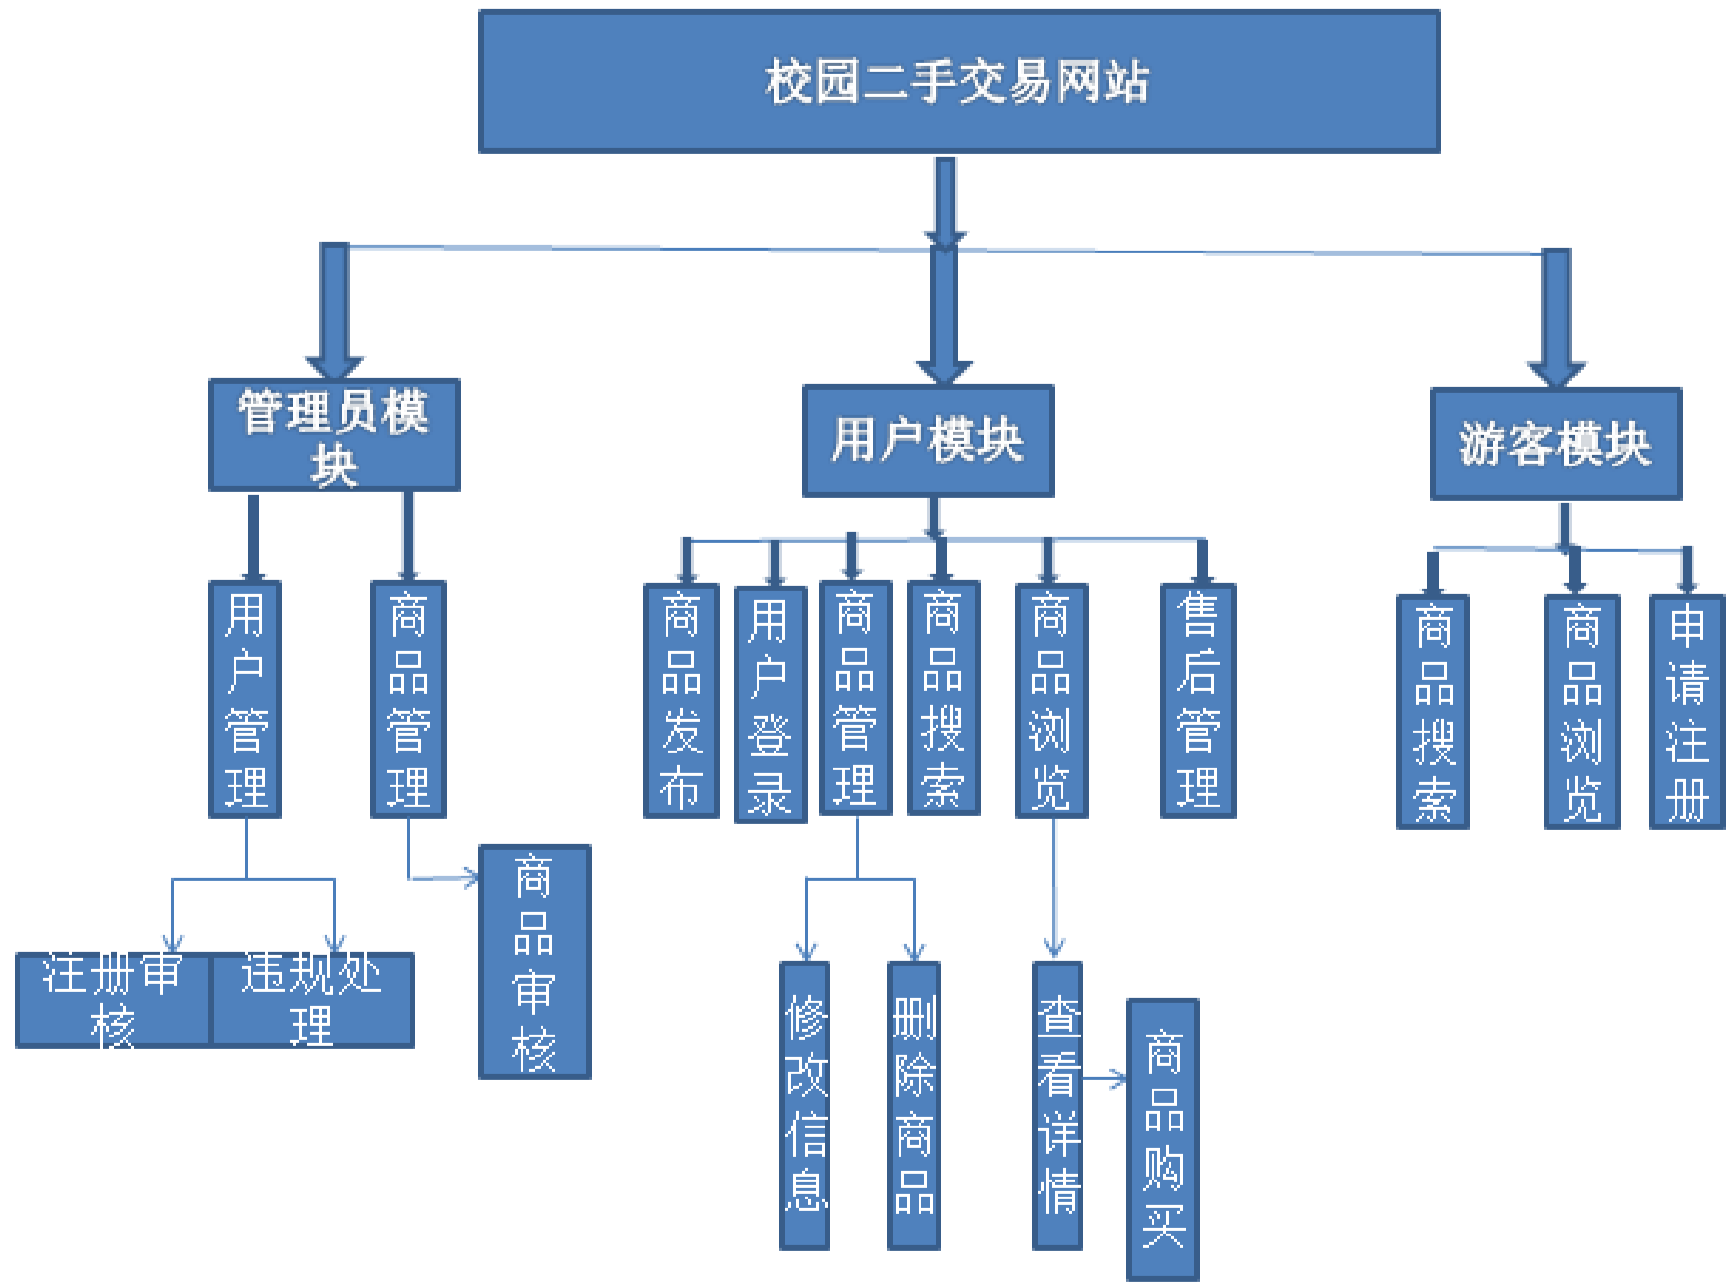 校园二手交易网站
管理员模
块
用户模块
游客模块
用户管理
商品管理
商品发布
用户登录
商品管理
商品搜索
商品浏览
售后管理
商品搜索
商品浏览
申请注册
注册审
核
违规处
理
商品审核
修改信息
删除商品
查看详情
商品购买